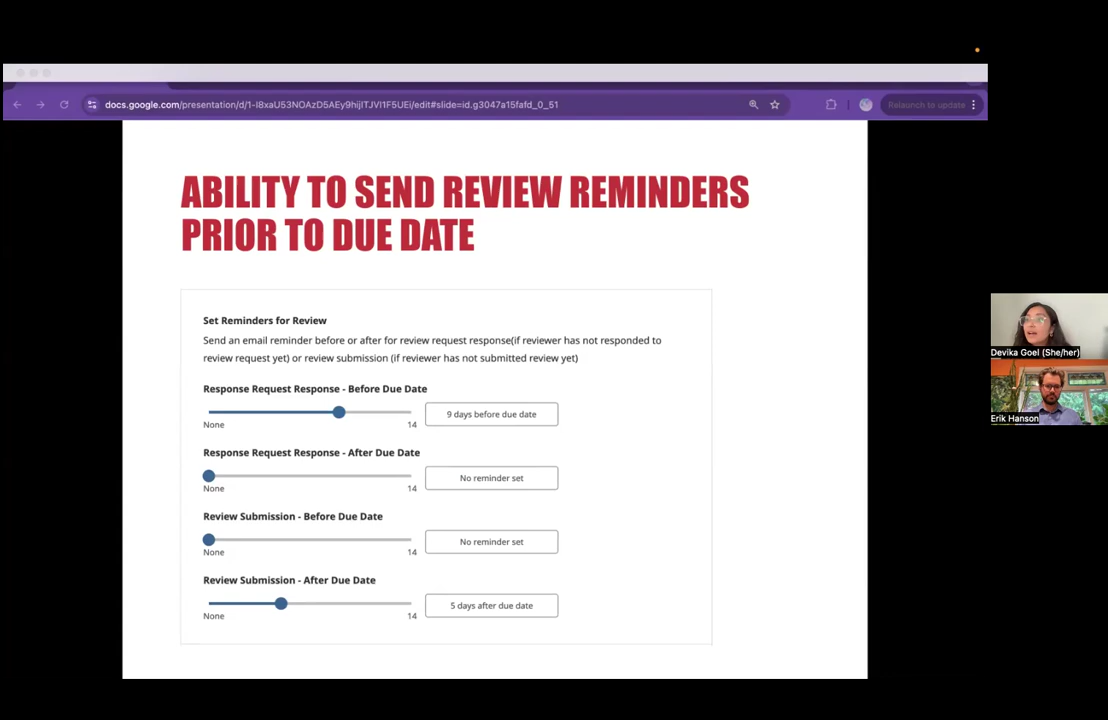 docs.google.com/presentation/d/1-I8xaU53NOAzD5AEy9hijITJVI1F5UEi/edit#slide=id.g3047a15fafd_0_51
Relaunch to update
ABILITY TO SEND REVIEW REMINDERS
PRIOR TO DUE DATE
Set Reminders for Review
Send an email reminder before or after for review request response(if reviewer has not responded to
review request yet) or review submission (if reviewer has not submitted review yet)
Response Request Response - Before Due Date
9 days before due date
None 14
Response Request Response - After Due Date
No reminder set
None 14
Review Submission - Before Due Date
No reminder set
None 14
Review Submission - After Due Date
5 days after due date
None 14
Devika Goel (She/her)
Erik Hanson